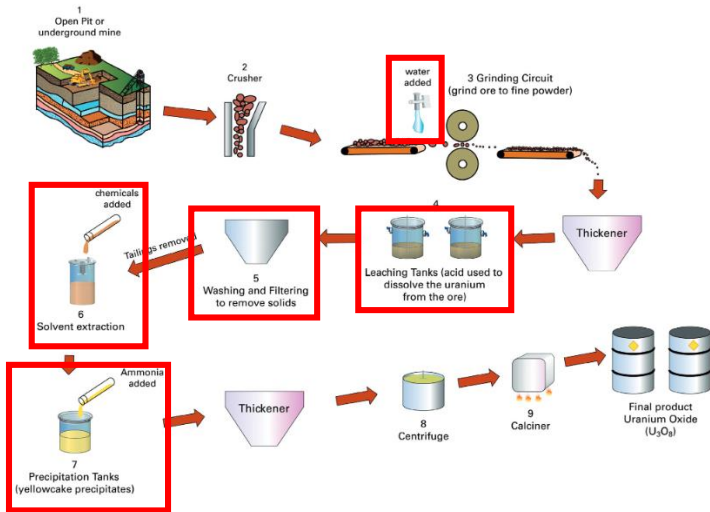 1
Open Pit or
underground mine
2
Crusher
water
added
3 Grinding Circuit
(grind ore to fine powder)
Thickener
4
Leaching Tanks (acid used to
dissolve the uranium
from the ore)
5
Washing and Filtering
to remove solids
Tailings removed
chemicals
added
6
Solvent extraction
Ammonia
added
7
Precipitation Tanks
(yellowcake precipitates)
Thickener
8
Centrifuge
9
Calciner
Final product
Uranium Oxide
(U₃O₈)